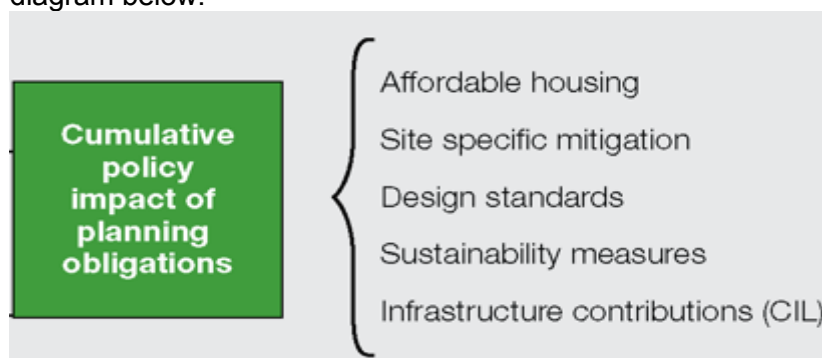 diagram below.
Cumulative
policy
impact of
planning
obligations
Affordable housing
Site specific mitigation
Design standards
Sustainability measures
Infrastructure contributions (CIL)